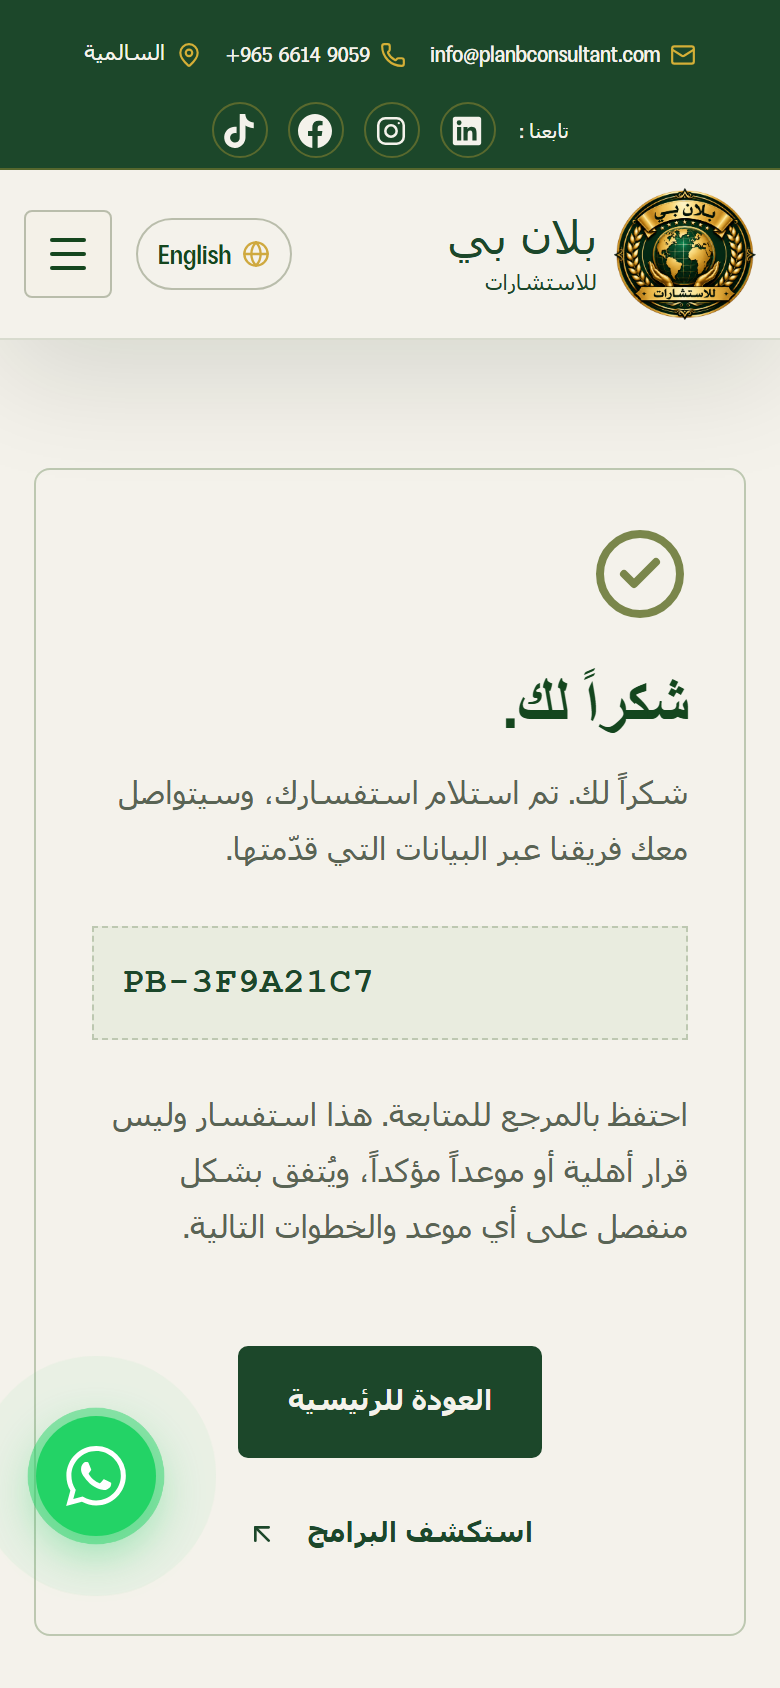 info@planbconsultant.com +965 6614 9059 السالمية
تابعنا :
بلان بي
للاستشارات
بلان بي
للاستشارات
English
شكراً لك.
شكراً لك. تم استلام استفسارك، وسيتواصل
معك فريقنا عبر البيانات التي قدّمتها.
PB-3F9A21C7
احتفظ بالمرجع للمتابعة. هذا استفسار وليس
قرار أهلية أو موعداً مؤكداً، ويُتفق بشكل
منفصل على أي موعد والخطوات التالية.
العودة للرئيسية
استكشف البرامج